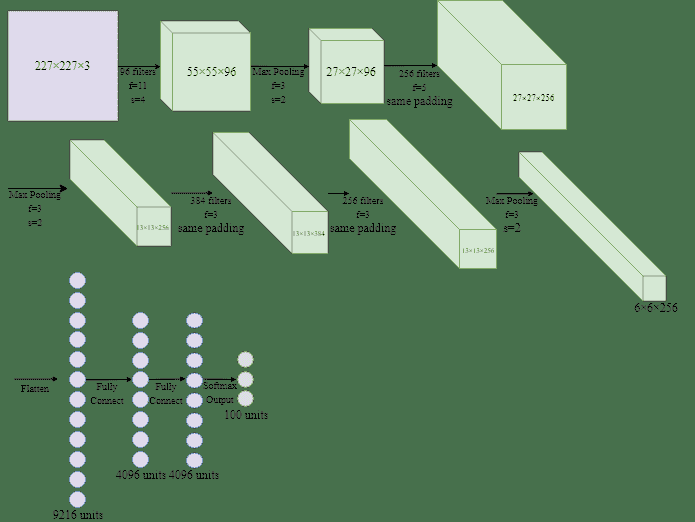 227×227×3
96 filters
f=11
s=4
55×55×96
Max Pooling
f=3
s=2
27×27×96
256 filters
f=5
same padding
27×27×256
Max Pooling
f=3
s=2
13×13×256
384 filters
f=3
same padding
13×13×384
256 filters
f=3
same padding
13×13×256
Max Pooling
f=3
s=2
6×6×256
Flatten
9216 units
Fully
Connect
4096 units
Fully
Connect
4096 units
Softmax
Output
100 units